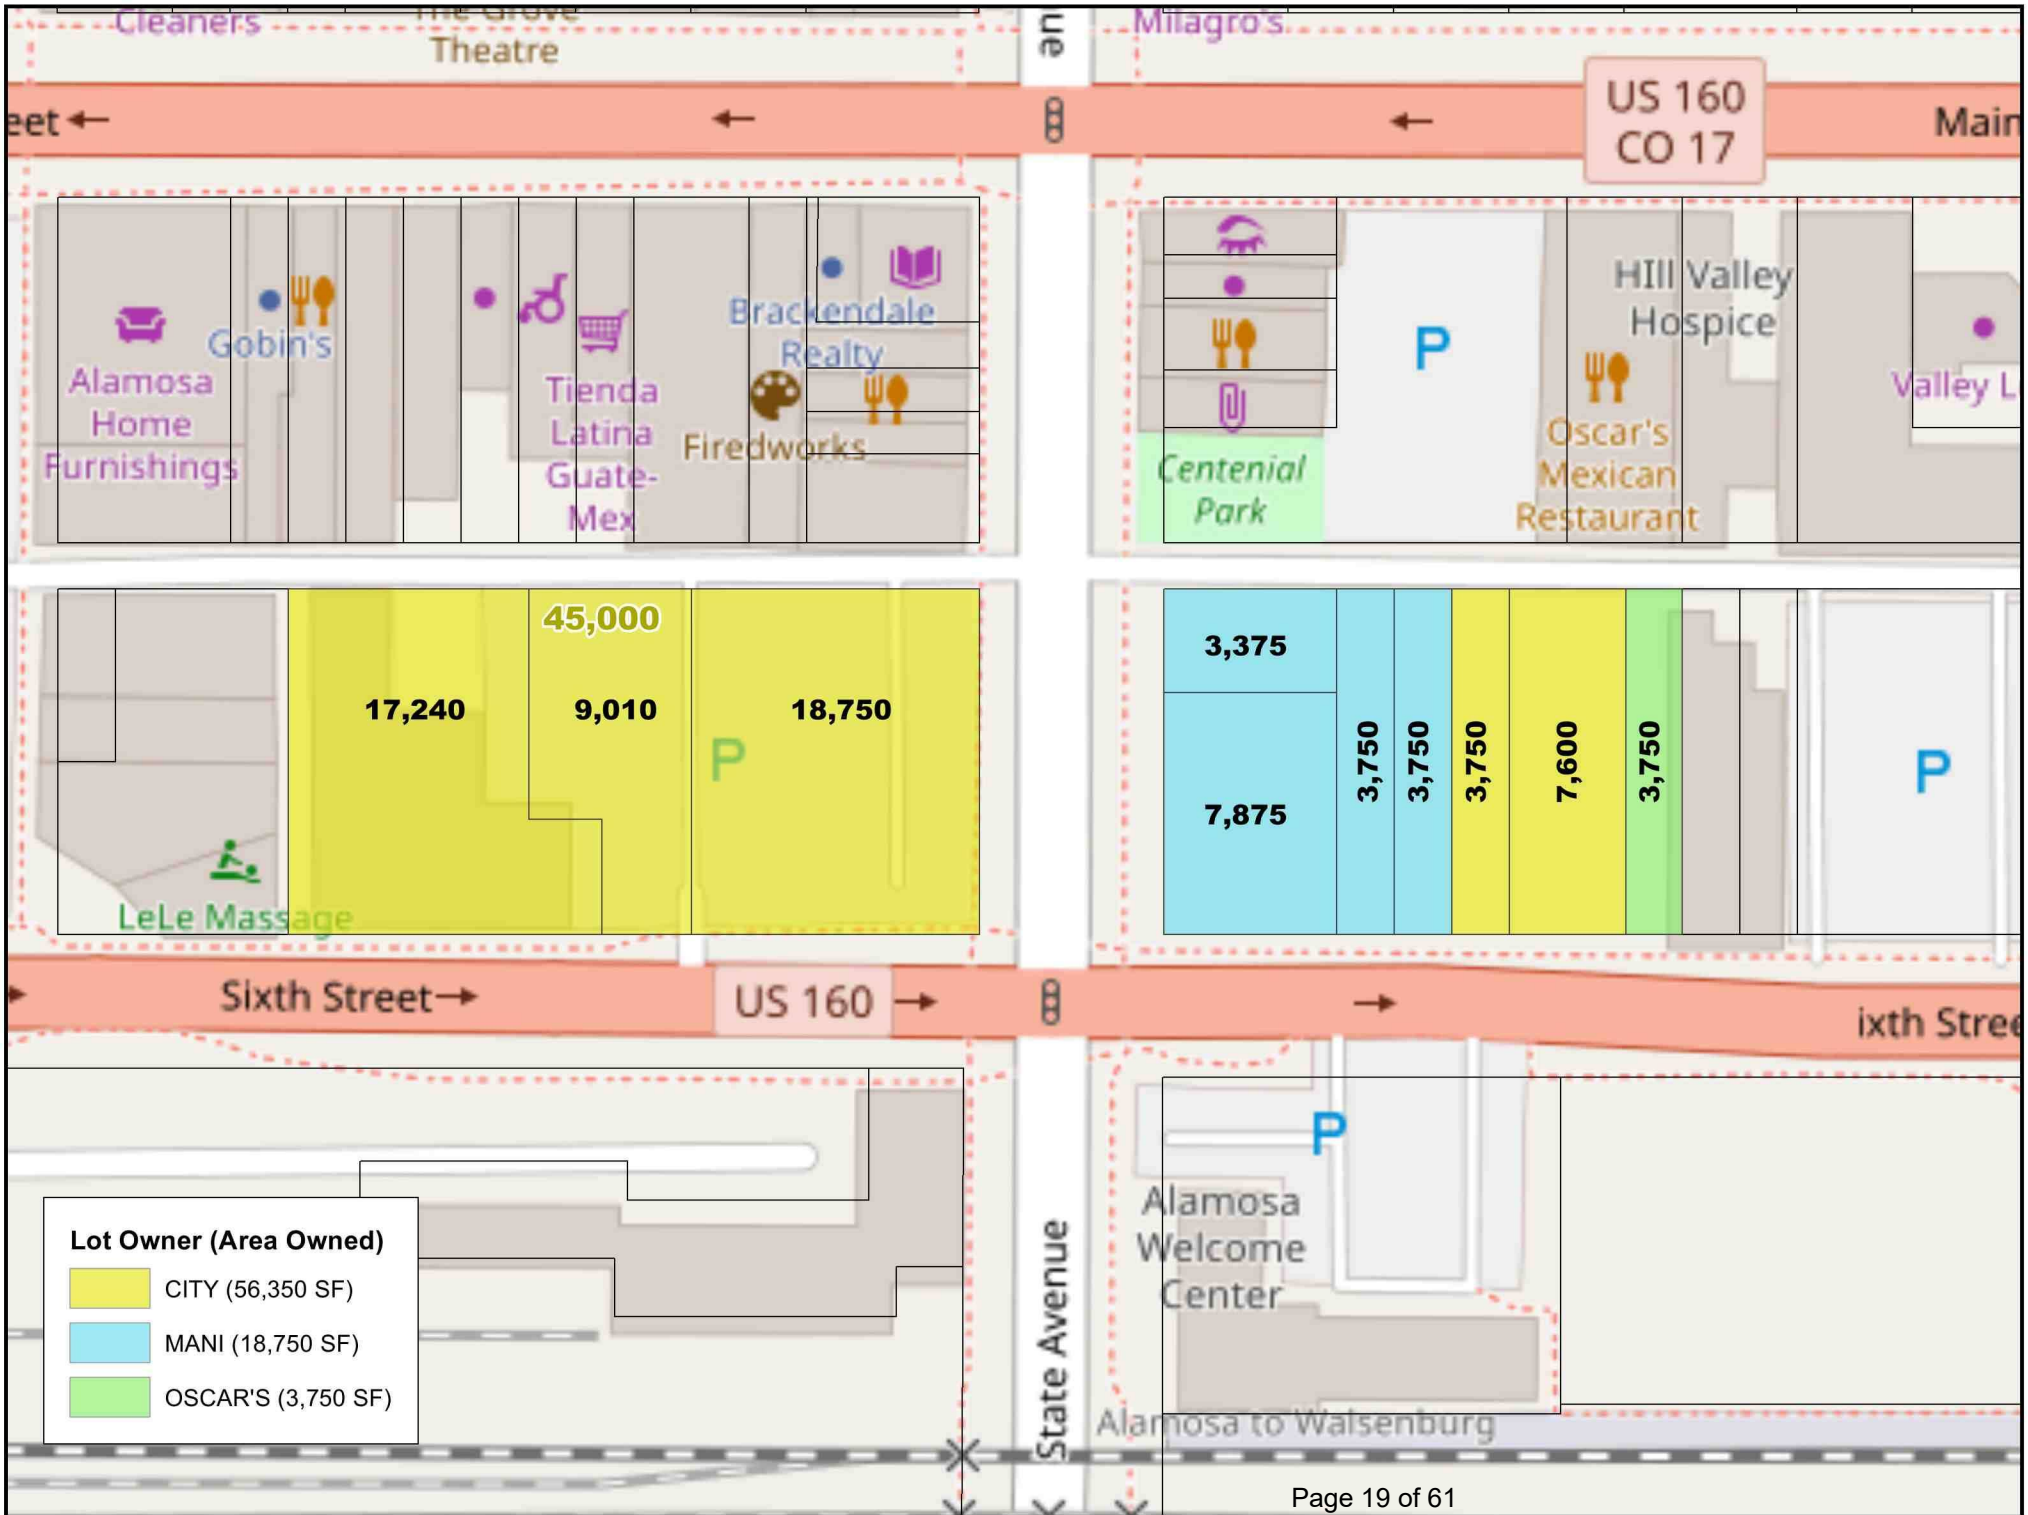 Cleaners
The Grove
Theatre
ue
Milagro's
eet
US 160
CO 17
Main
Alamosa
Home
Furnishings
Gobin's
Tienda
Latina
Guate-
Mex
Brackendale
Realty
Firedworks
Centenial
Park
P
HIll Valley
Hospice
Oscar's
Mexican
Restaurant
Valley L
45,000
17,240
9,010
18,750
P
LeLe Massage
3,375
7,875
3,750
3,750
3,750
7,600
3,750
P
Sixth Street
US 160
ixth Stree
State Avenue
P
Alamosa
Welcome
Center
Alamosa to Walsenburg
Lot Owner (Area Owned)
CITY (56,350 SF)
MANI (18,750 SF)
OSCAR'S (3,750 SF)
Page 19 of 61